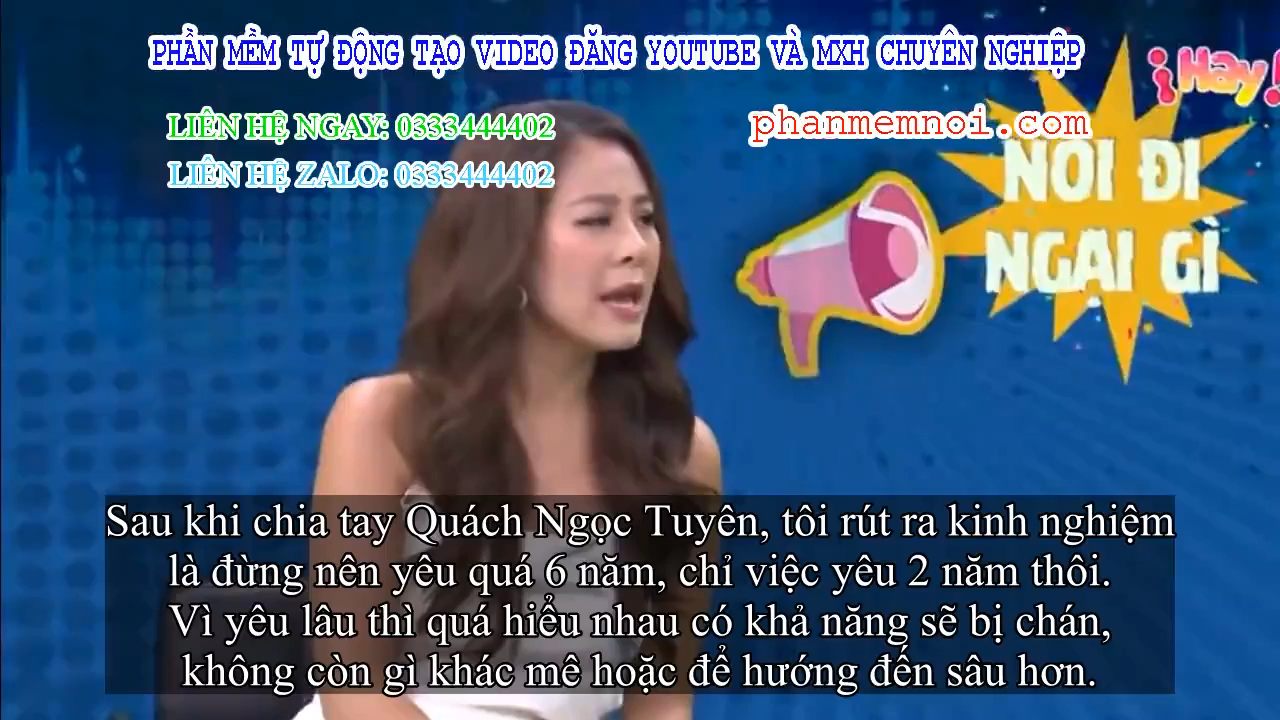 PHẦN MỀM TỰ ĐỘNG TẠO VIDEO ĐĂNG YOUTUBE VÀ MXH CHUYÊN NGHIỆP
¡Hay!
LIÊN HỆ NGAY: 0333444402
phanmemnoi.com
LIÊN HỆ ZALO: 0333444402
NÓI ĐI
NGẠI GÌ
Sau khi chia tay Quách Ngọc Tuyên, tôi rút ra kinh nghiệm
là đừng nên yêu quá 6 năm, chỉ việc yêu 2 năm thôi.
Vì yêu lâu thì quá hiểu nhau có khả năng sẽ bị chán,
không còn gì khác mê hoặc để hướng đến sâu hơn.